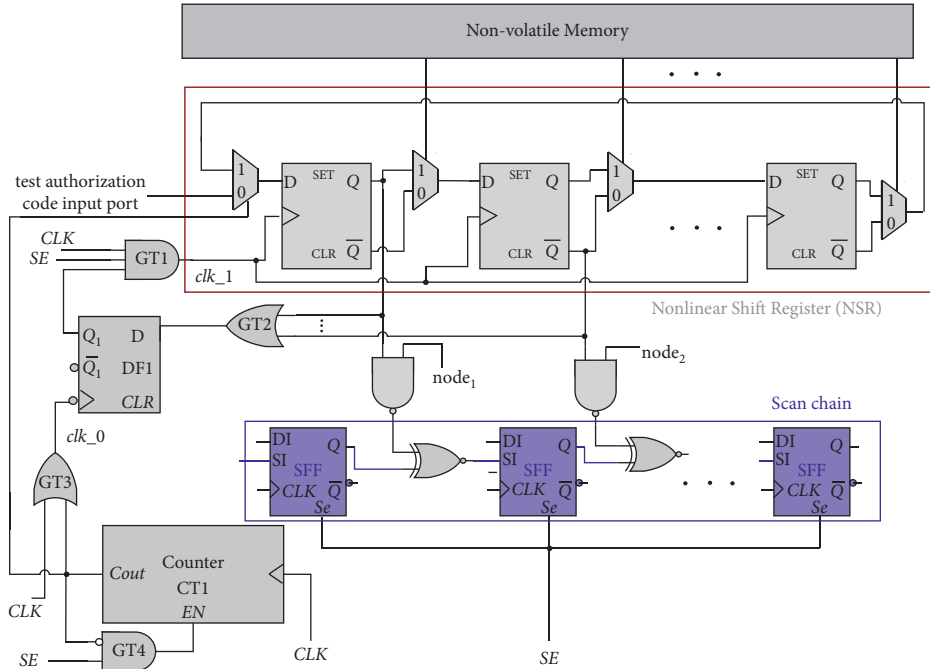 Non-volatile Memory
1
0
D
SET
Q
CLR
Q̅
1
0
D
SET
Q
CLR
Q̅
1
0
D
SET
Q
CLR
Q̅
1
0
test authorization
code input port
CLK
SE
GT1
clk_1
Nonlinear Shift Register (NSR)
Q₁
D
Q̅₁
DF1
CLR
GT2
node₁
node₂
clk_0
Scan chain
DI
SI
SFF
CLK
Q
Q̅
Se
DI
SI
SFF
CLK
Q
Q̅
Se
DI
SI
SFF
CLK
Q
Q̅
Se
GT3
Cout
Counter
CT1
EN
CLK
GT4
SE
CLK
SE